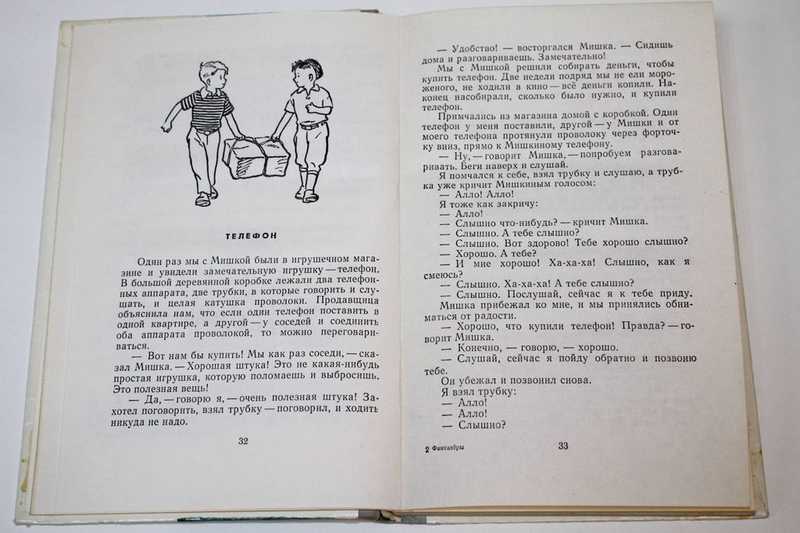 ТЕЛЕФОН
Один раз мы с Мишкой были в игрушечном мага-
зине и увидели замечательную игрушку — телефон.
В большой деревянной коробке лежали два телефон-
ных аппарата, две трубки, в которые говорить и слу-
шать, и целая катушка проволоки. Продавщица
объяснила нам, что если один телефон поставить в
одной квартире, а другой — у соседей и соединить
оба аппарата проволокой, то можно переговари-
ваться.
— Вот нам бы купить! Мы как раз соседи, — ска-
зал Мишка. — Хорошая штука! Это не какая-нибудь
простая игрушка, которую поломаешь и выбросишь.
Это полезная вещь!
— Да, — говорю я, — очень полезная штука! За-
хотел поговорить, взял трубку — поговорил, и ходить
никуда не надо.
32
— Удобство! — восторгался Мишка. — Сидишь
дома и разговариваешь. Замечательно!
Мы с Мишкой решили собирать деньги, чтобы
купить телефон. Две недели подряд мы не ели моро-
женого, не ходили в кино — всё деньги копили. На-
конец насобирали, сколько было нужно, и купили
телефон.
Примчались из магазина домой с коробкой. Один
телефон у меня поставили, другой — у Мишки и от
моего телефона протянули проволоку через форточ-
ку вниз, прямо к Мишкиному телефону.
— Ну, — говорит Мишка, — попробуем разгова-
ривать. Беги наверх и слушай.
Я помчался к себе, взял трубку и слушаю, а труб-
ка уже кричит Мишкиным голосом:
— Алло! Алло!
Я тоже как закричу:
— Алло!
— Слышно что-нибудь? — кричит Мишка.
— Слышно. А тебе слышно?
— Слышно. Вот здорово! Тебе хорошо слышно?
— Хорошо. А тебе?
— И мне хорошо! Ха-ха-ха! Слышно, как я
смеюсь?
— Слышно. Ха-ха-ха! А тебе слышно?
— Слышно. Послушай, сейчас я к тебе приду.
Мишка прибежал ко мне, и мы принялись обни-
маться от радости.
— Хорошо, что купили телефон! Правда? — го-
ворит Мишка.
— Конечно, — говорю, — хорошо.
— Слушай, сейчас я пойду обратно и позвоню
тебе.
Он убежал и позвонил снова.
Я взял трубку:
— Алло!
— Алло!
— Слышно?
2 Фантазёры
33